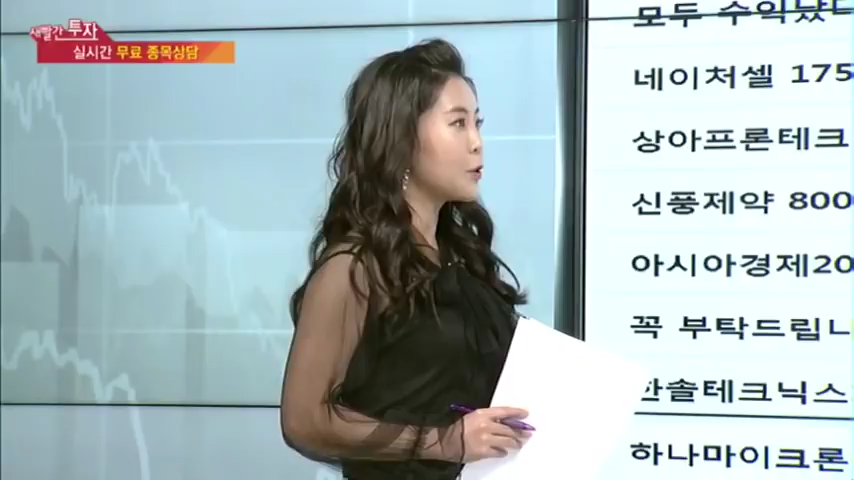 새빨간 투자
실시간 무료 종목상담
모두 수익났
네이처셀 175
상아프론테크
신풍제약 800
아시아경제20
꼭 부탁드립니
한솔테크닉스
하나마이크론